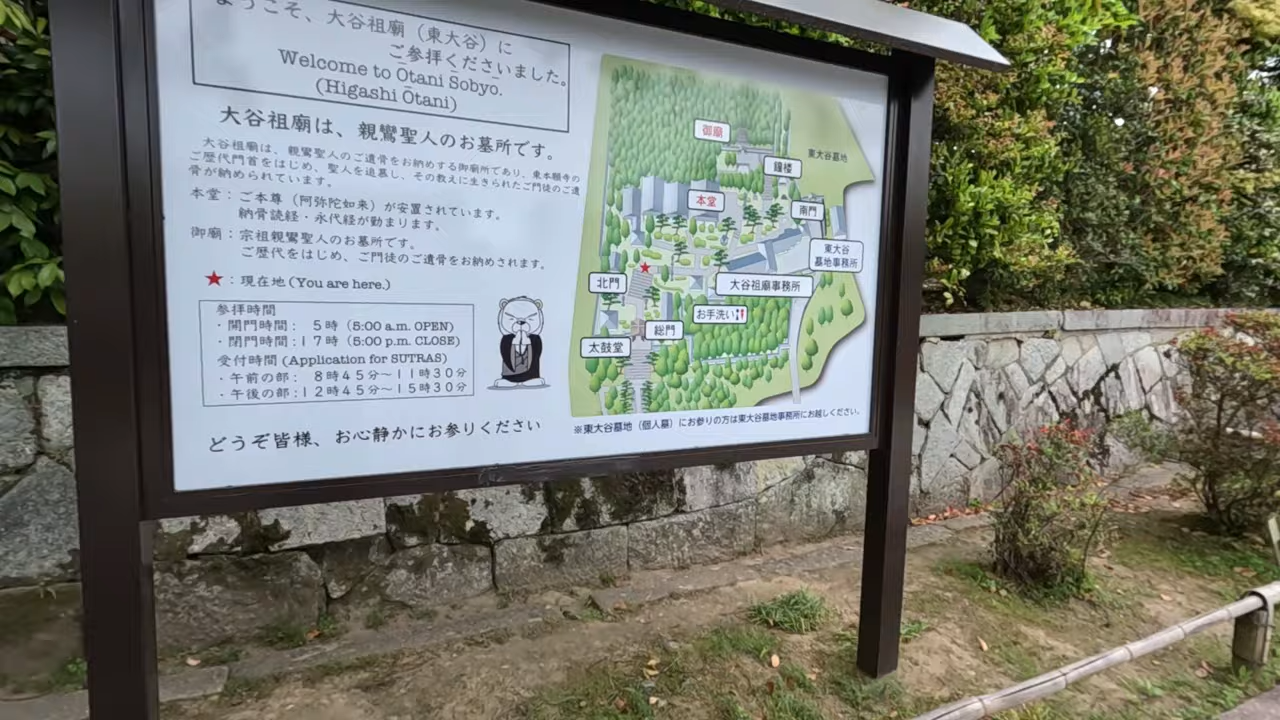 ようこそ、大谷祖廟（東大谷）に
ご参拝くださいました。
Welcome to Ōtani Sobyo.
(Higashi Ōtani)
大谷祖廟は、親鸞聖人のお墓所です。
大谷祖廟は、親鸞聖人のご遺骨をお納めする御廟所であり、東本願寺の
ご歴代門首をはじめ、聖人を追慕し、その教えに生きられたご門徒のご遺
骨が納められています。
本堂：ご本尊（阿弥陀如来）が安置されています。
納骨読経・永代経が勤まります。
御廟：宗祖親鸞聖人のお墓所です。
ご歴代をはじめ、ご門徒のご遺骨をお納めされます。
★：現在地(You are here.)
参拝時間
・開門時間： 5時（5:00 a.m. OPEN)
・閉門時間：17時（5:00 p.m. CLOSE)
受付時間(Application for SUTRAS)
・午前の部： 8時45分〜11時30分
・午後の部：12時45分〜15時30分
どうぞ皆様、お心静かにお参りください
御廟
鐘楼
東大谷墓地
本堂
南門
東大谷
墓地事務所
北門
大谷祖廟事務所
お手洗い
総門
太鼓堂
※東大谷墓地（個人墓）にお参りの方は東大谷墓地事務所にお越しください。